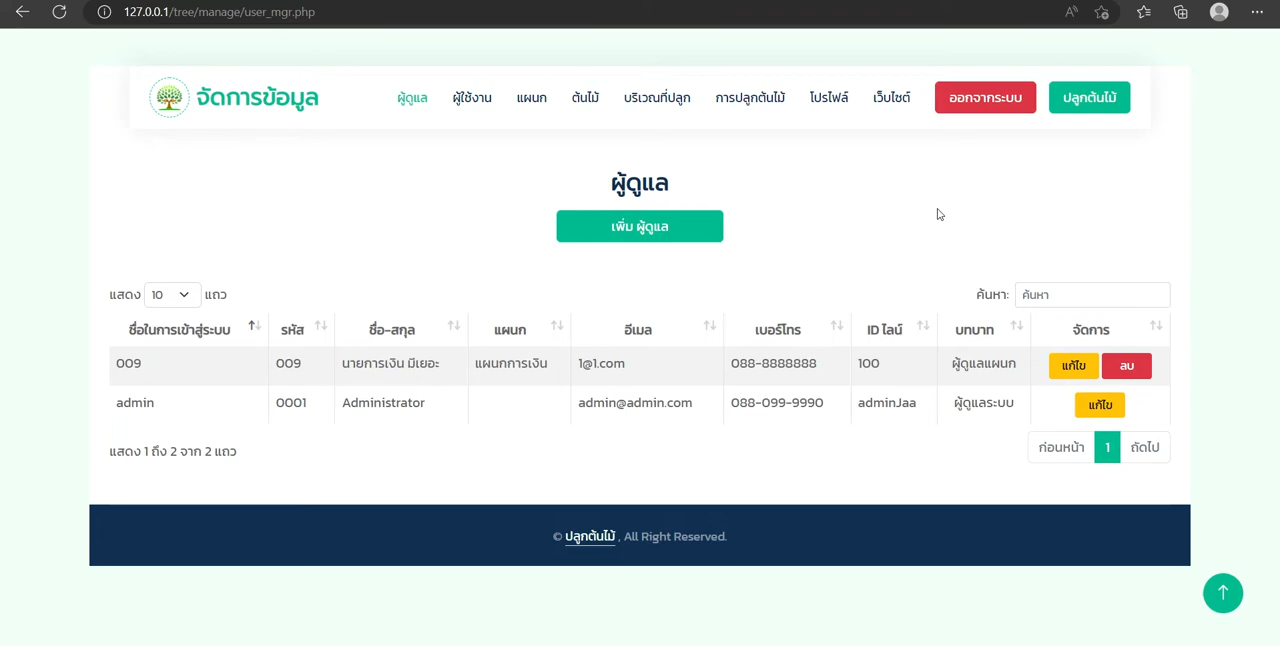 127.0.0.1/tree/manage/user_mgr.php
จัดการข้อมูล ผู้ดูแล ผู้ใช้งาน แผนก ต้นไม้ บริเวณที่ปลูก การปลูกต้นไม้ โปรไฟล์ เว็บไซต์ ออกจากระบบ ปลูกต้นไม้
ผู้ดูแล
เพิ่ม ผู้ดูแล
แสดง 10 แถว ค้นหา: ค้นหา
ชื่อในการเข้าสู่ระบบ รหัส ชื่อ-สกุล แผนก อีเมล เบอร์โทร ID ไลน์ บทบาท จัดการ
009 009 นายการเงิน มีเยอะ แผนกการเงิน 1@1.com 088-8888888 100 ผู้ดูแลแผนก แก้ไข ลบ
admin 0001 Administrator admin@admin.com 088-099-9990 adminJaa ผู้ดูแลระบบ แก้ไข
แสดง 1 ถึง 2 จาก 2 แถว ก่อนหน้า 1 ถัดไป
© ปลูกต้นไม้ , All Right Reserved.